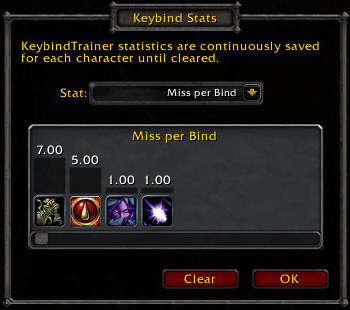 Keybind Stats
KeybindTrainer statistics are continuously saved
for each character until cleared.
Stat: Miss per Bind
Miss per Bind
7.00
5.00
1.00 1.00
Clear OK